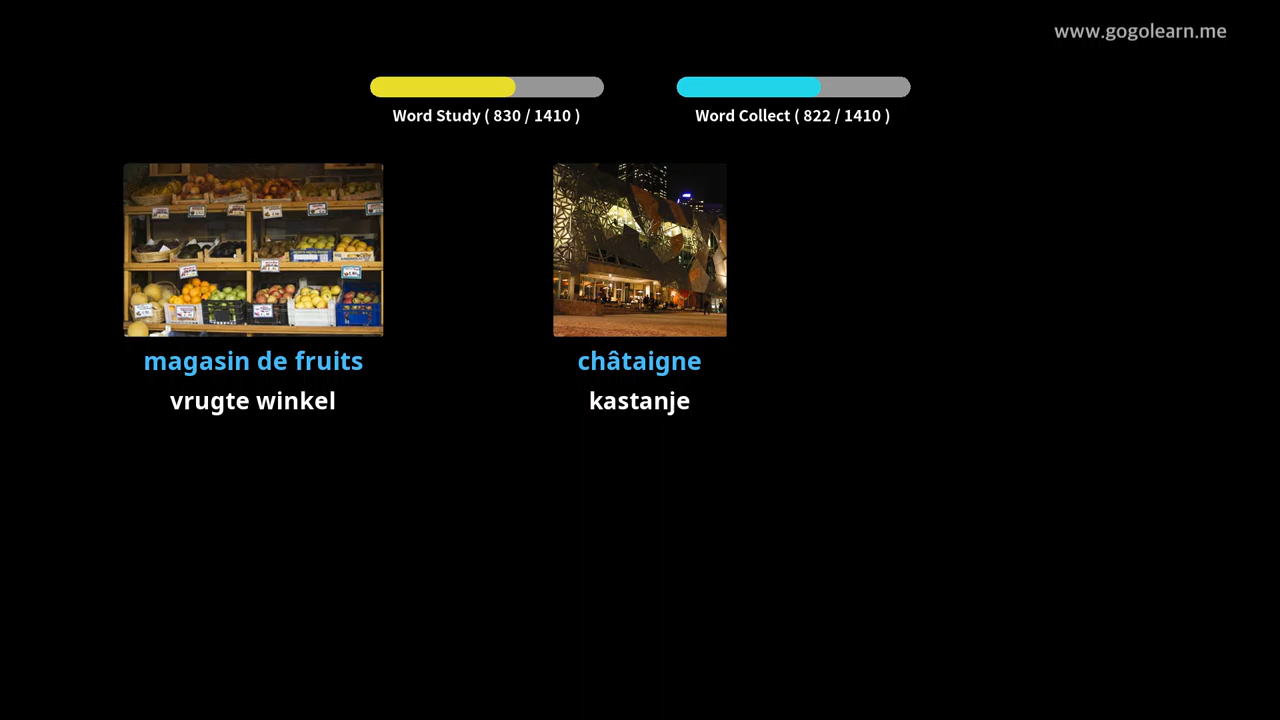 www.gogolearn.me
Word Study ( 830 / 1410 )
Word Collect ( 822 / 1410 )
magasin de fruits
châtaigne
vrugte winkel
kastanje